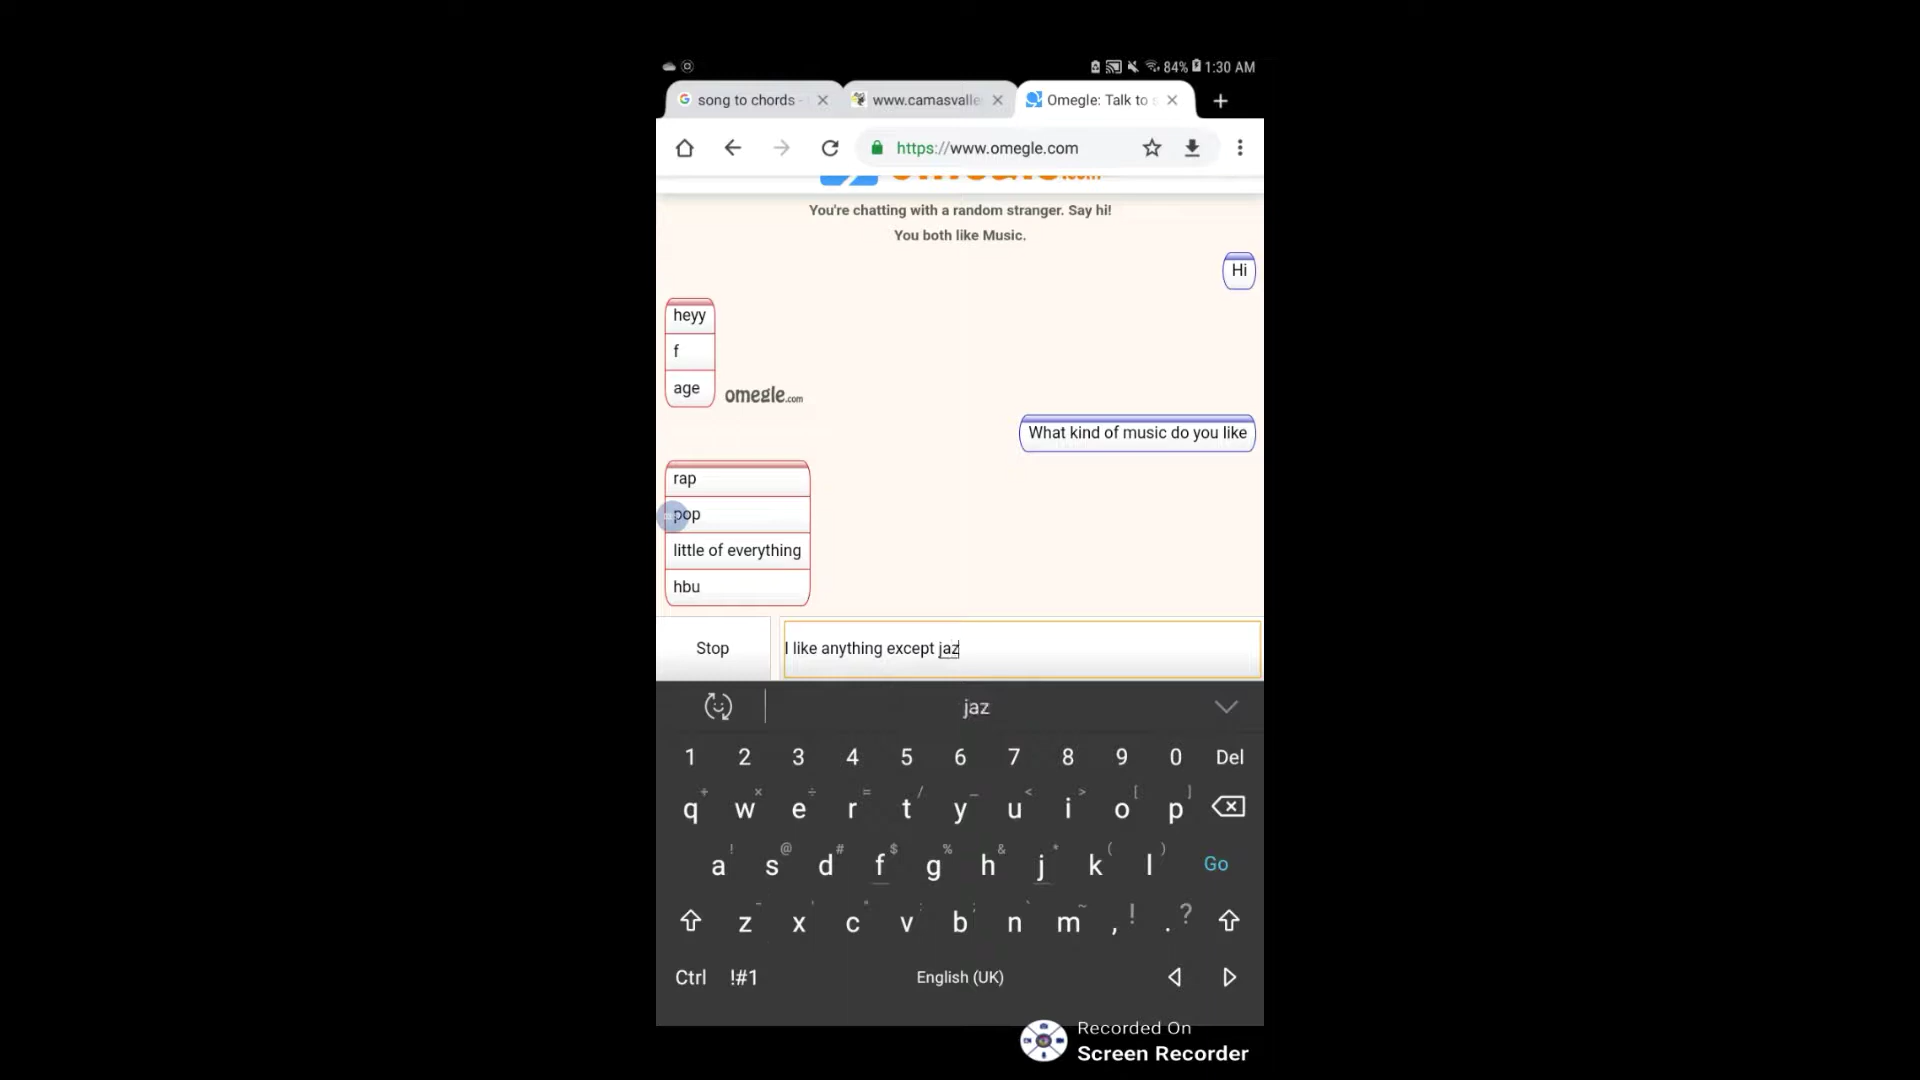 84% 1:30 AM
song to chords -
www.camasvalle
Omegle: Talk to s
https://www.omegle.com
You're chatting with a random stranger. Say hi!
You both like Music.
Hi
heyy
f
age
omegle.com
What kind of music do you like
rap
pop
little of everything
hbu
Stop
I like anything except jaz
jaz
1 2 3 4 5 6 7 8 9 0 Del
+ × ÷ = / _ < > [ ]
q w e r t y u i o p
! @ # $ % & * ( )
a s d f g h j k l Go
- ' " : ; ` ~ ! ?
z x c v b n m , .
Ctrl !#1 English (UK)
Recorded On
Screen Recorder